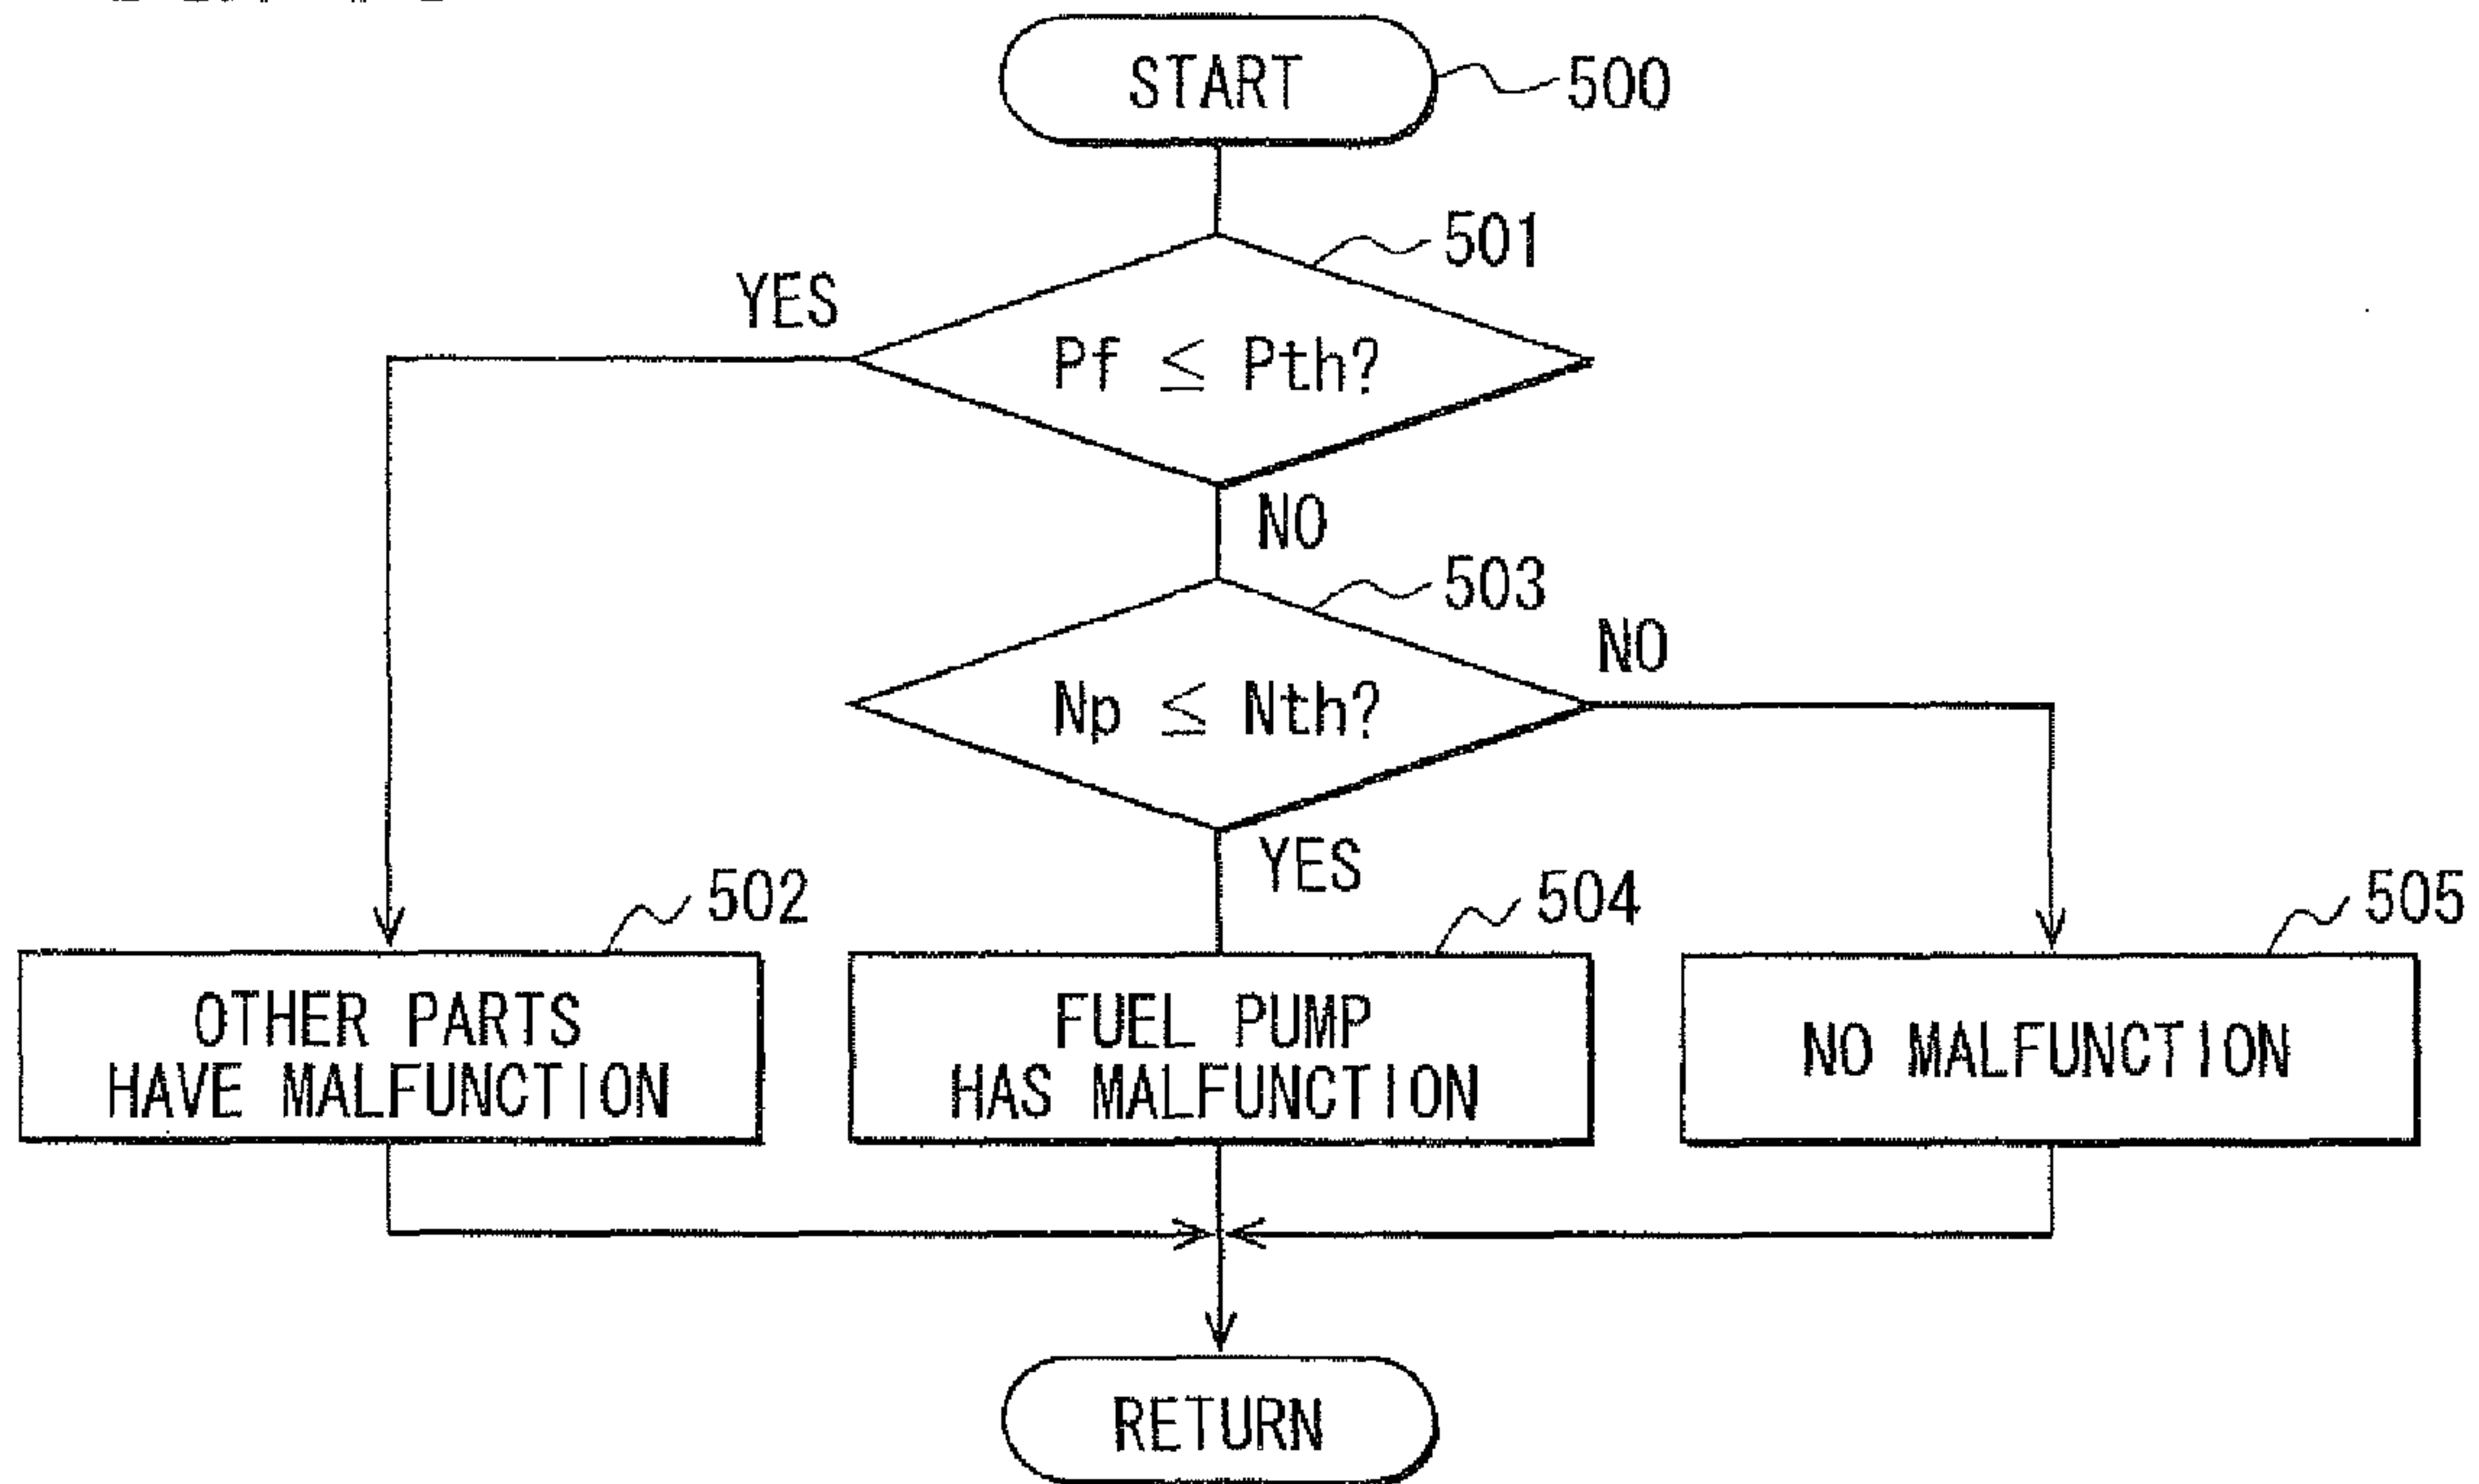 START
500
501
YES
Pf ≤ Pth?
NO
503
NO
Np ≤ Nth?
YES
502
504
505
OTHER PARTS
HAVE MALFUNCTION
FUEL PUMP
HAS MALFUNCTION
NO MALFUNCTION
RETURN